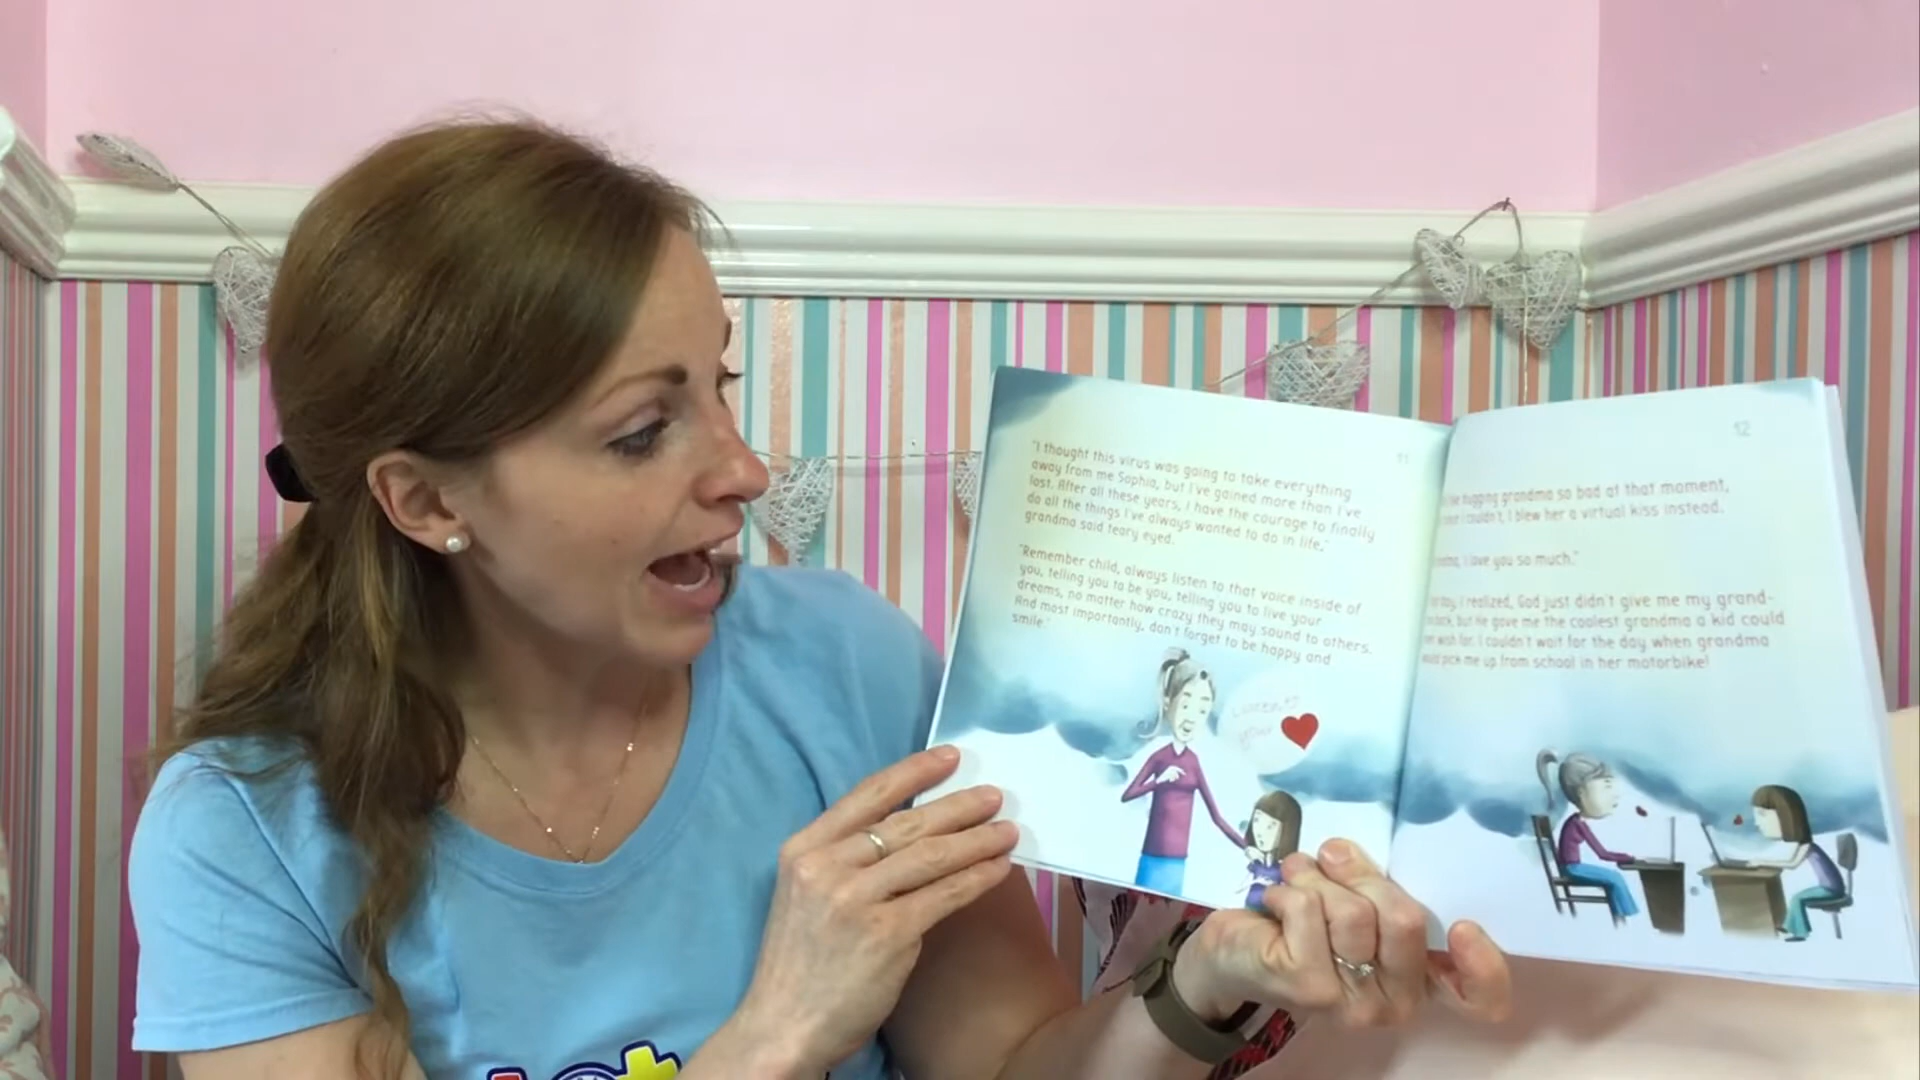 11
"I thought this virus was going to take everything
away from me Sophia, but I've gained more than I've
lost. After all these years, I have the courage to finally
do all the things I've always wanted to do in life,"
grandma said teary eyed.
"Remember child, always listen to that voice inside of
you, telling you to be you, telling you to live your
dreams, no matter how crazy they may sound to others.
And most importantly, don't forget to be happy and
smile."
Listen to
your
12
be hugging grandma so bad at that moment,
I couldn't, I blew her a virtual kiss instead.
I love you so much."
I realized, God just didn't give me my grand-
back, but He gave me the coolest grandma a kid could
wish for. I couldn't wait for the day when grandma
pick me up from school in her motorbike!